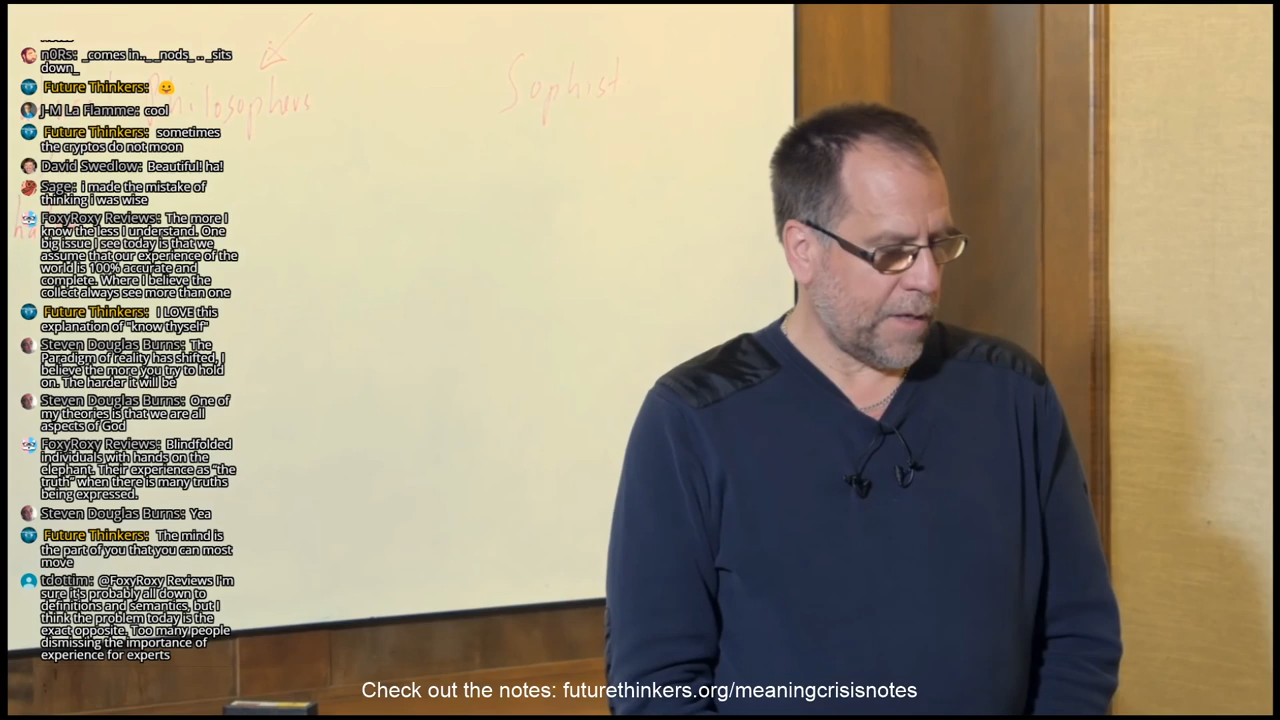 Sophist
Philosophers
n0Rs: _comes in.._ _nods_ .. _sits
down_
Future Thinkers:
J-M La Flamme: cool
Future Thinkers: sometimes
the cryptos do not moon
David Swedlow: Beautiful! ha!
Sage: i made the mistake of
thinking i was wise
FoxyRoxy Reviews: The more I
know the less I understand. One
big issue I see today is that we
assume that our experience of the
world is 100% accurate and
complete. Where I believe the
collect always see more than one
Future Thinkers: I LOVE this
explanation of "know thyself"
Steven Douglas Burns: The
Paradigm of reality has shifted, I
believe the more you try to hold
on. The harder it will be
Steven Douglas Burns: One of
my theories is that we are all
aspects of God
FoxyRoxy Reviews: Blindfolded
individuals with hands on the
elephant. Their experience as "the
truth" when there is many truths
being expressed.
Steven Douglas Burns: Yea
Future Thinkers: The mind is
the part of you that you can most
move
tdottim: @FoxyRoxy Reviews I'm
sure it's probably all down to
definitions and semantics, but I
think the problem today is the
exact opposite. Too many people
dismissing the importance of
experience for experts
Check out the notes: futurethinkers.org/meaningcrisisnotes